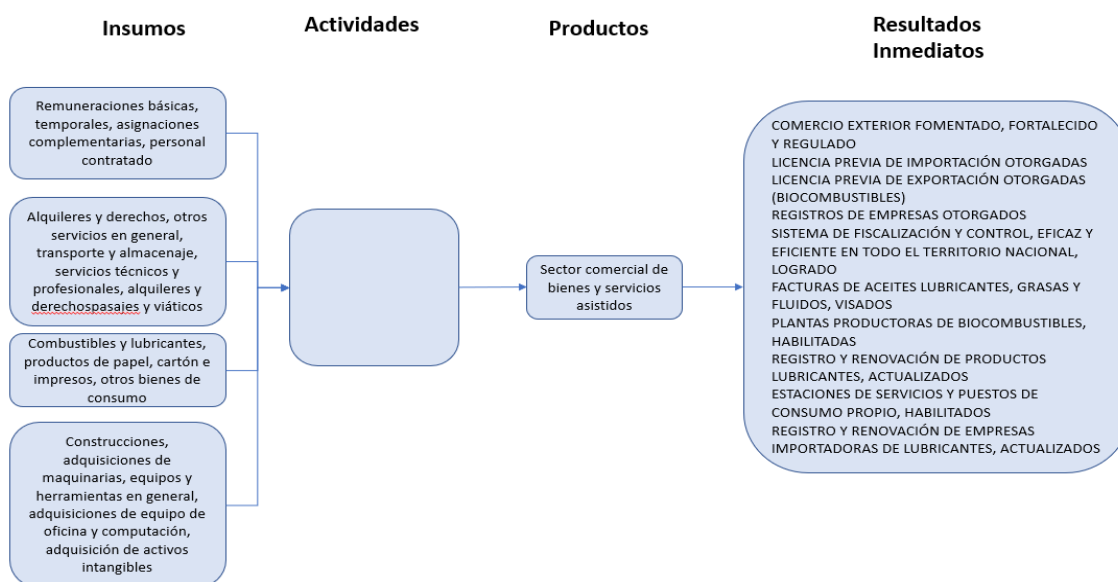 Insumos
Actividades
Productos
Resultados
Inmediatos
Remuneraciones básicas,
temporales, asignaciones
complementarias, personal
contratado
Alquileres y derechos, otros
servicios en general,
transporte y almacenaje,
servicios técnicos y
profesionales, alquileres y
derechospasajes y viáticos
Combustibles y lubricantes,
productos de papel, cartón e
impresos, otros bienes de
consumo
Construcciones,
adquisiciones de
maquinarias, equipos y
herramientas en general,
adquisiciones de equipo de
oficina y computación,
adquisición de activos
intangibles
Sector comercial de
bienes y servicios
asistidos
COMERCIO EXTERIOR FOMENTADO, FORTALECIDO
Y REGULADO
LICENCIA PREVIA DE IMPORTACIÓN OTORGADAS
LICENCIA PREVIA DE EXPORTACIÓN OTORGADAS
(BIOCOMBUSTIBLES)
REGISTROS DE EMPRESAS OTORGADOS
SISTEMA DE FISCALIZACIÓN Y CONTROL, EFICAZ Y
EFICIENTE EN TODO EL TERRITORIO NACIONAL,
LOGRADO
FACTURAS DE ACEITES LUBRICANTES, GRASAS Y
FLUIDOS, VISADOS
PLANTAS PRODUCTORAS DE BIOCOMBUSTIBLES,
HABILITADAS
REGISTRO Y RENOVACIÓN DE PRODUCTOS
LUBRICANTES, ACTUALIZADOS
ESTACIONES DE SERVICIOS Y PUESTOS DE
CONSUMO PROPIO, HABILITADOS
REGISTRO Y RENOVACIÓN DE EMPRESAS
IMPORTADORAS DE LUBRICANTES, ACTUALIZADOS